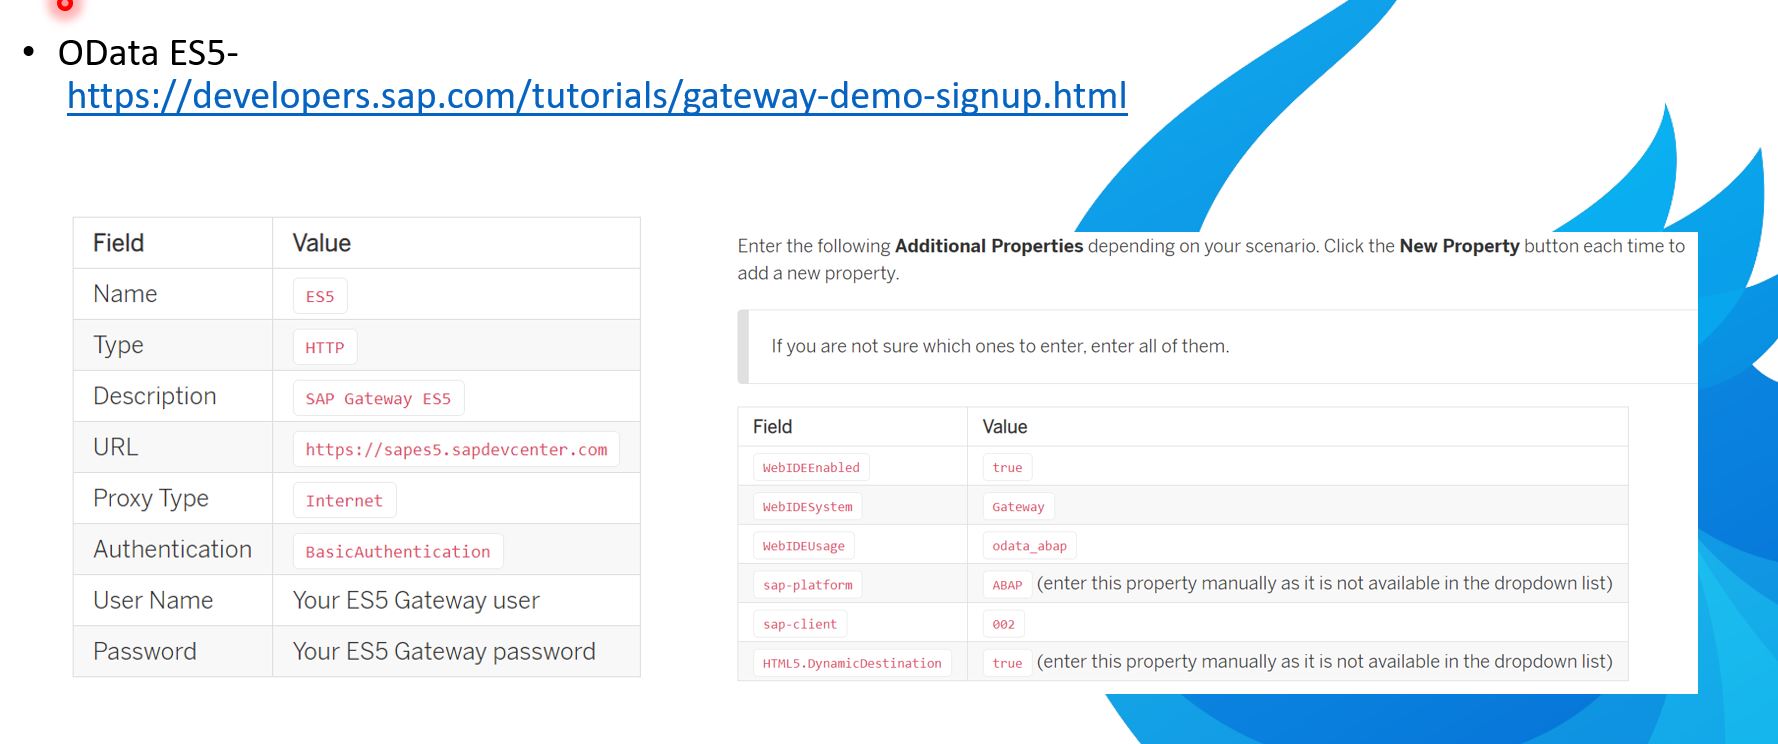 • OData ES5-
https://developers.sap.com/tutorials/gateway-demo-signup.html
Field Value
Name ES5
Type HTTP
Description SAP Gateway ES5
URL https://sapes5.sapdevcenter.com
Proxy Type Internet
Authentication BasicAuthentication
User Name Your ES5 Gateway user
Password Your ES5 Gateway password
Enter the following Additional Properties depending on your scenario. Click the New Property button each time to
add a new property.
If you are not sure which ones to enter, enter all of them.
Field Value
WebIDEEnabled true
WebIDESystem Gateway
WebIDEUsage odata_abap
sap-platform ABAP (enter this property manually as it is not available in the dropdown list)
sap-client 002
HTML5.DynamicDestination true (enter this property manually as it is not available in the dropdown list)